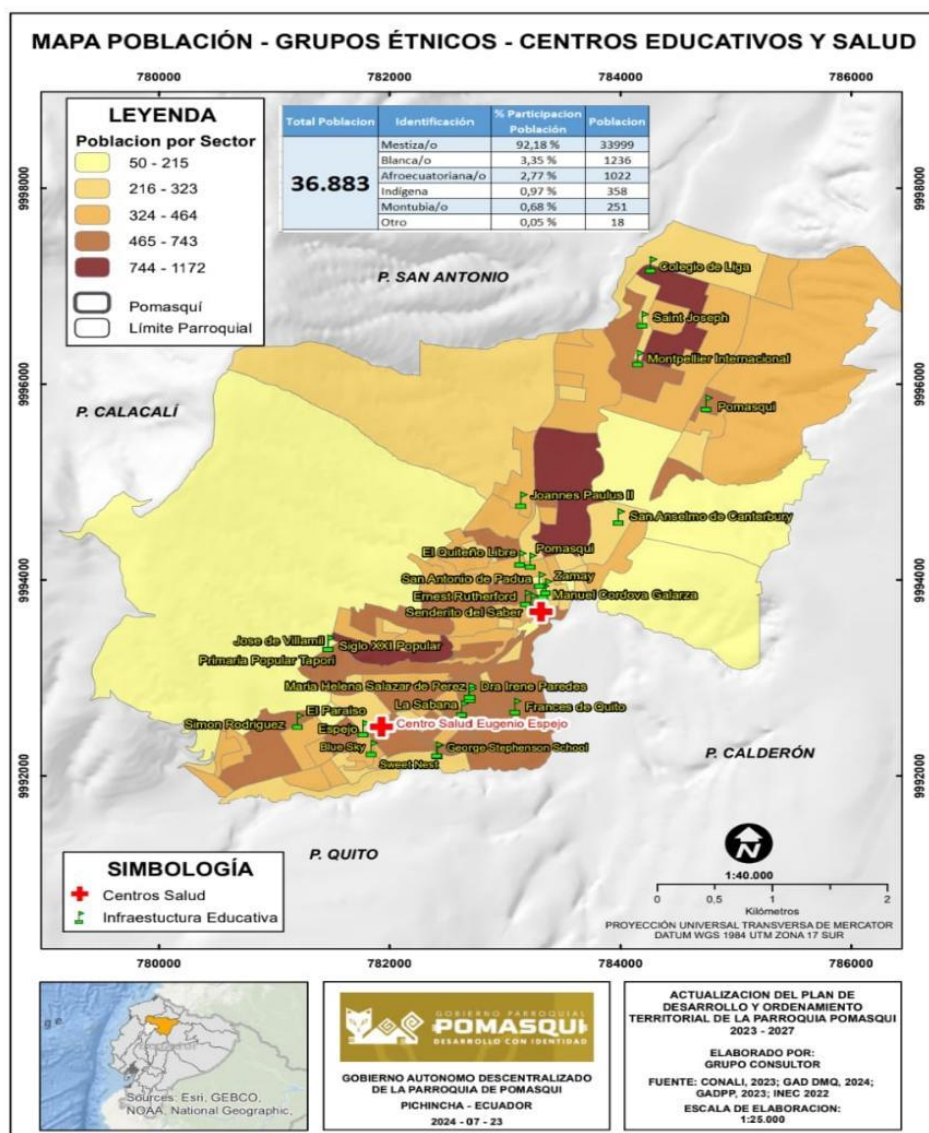 MAPA POBLACIÓN - GRUPOS ÉTNICOS - CENTROS EDUCATIVOS Y SALUD
780000 782000 784000 786000
LEYENDA
Poblacion por Sector
50 - 215
216 - 323
324 - 464
465 - 743
744 - 1172
Pomasquí
Límite Parroquial
Total Poblacion Identificación % Participacion Población Poblacion
36.883
Mestiza/o 92,18 % 33999
Blanca/o 3,35 % 1236
Afroecuatoriana/o 2,77 % 1022
Indígena 0,97 % 358
Montubia/o 0,68 % 251
Otro 0,05 % 18
9998000
9998000
P. SAN ANTONIO
Colegio de Liga
Saint Joseph
Montpellier Internacional
9996000
9996000
P. CALACALÍ
Pomasqui
Joannes Paulus II
San Anselmo de Canterbury
El Quiteño Libre
Pomasqui
9994000
9994000
San Antonio de Padua
Zamay
Ernest Rutherford
Manuel Cordova Galarza
Senderito del Saber
Jose de Villamil
Siglo XXI Popular
Primaria Popular Tapori
Maria Helena Salazar de Perez
Dra Irene Paredes
La Sabana
Frances de Quito
El Paraiso
Simon Rodriguez
Centro Salud Eugenio Espejo
Espejo
Blue Sky
George Stephenson School
Sweet Nest
P. CALDERÓN
9992000
9992000
P. QUITO
N
1:40.000
0 0,5 1 2
Kilómetros
PROYECCIÓN UNIVERSAL TRANSVERSA DE MERCATOR
DATUM WGS 1984 UTM ZONA 17 SUR
SIMBOLOGÍA
Centros Salud
Infraestuctura Educativa
780000 782000 784000 786000
Sources: Esri, GEBCO,
NOAA, National Geographic,
GOBIERNO PARROQUIAL
POMASQUI
DESARROLLO CON IDENTIDAD
GOBIERNO AUTONOMO DESCENTRALIZADO
DE LA PARROQUIA DE POMASQUI
PICHINCHA - ECUADOR
2024 - 07 - 23
ACTUALIZACION DEL PLAN DE
DESARROLLO Y ORDENAMIENTO
TERRITORIAL DE LA PARROQUIA POMASQUI
2023 - 2027
ELABORADO POR:
GRUPO CONSULTOR
FUENTE: CONALI, 2023; GAD DMQ, 2024;
GADPP, 2023; INEC 2022
ESCALA DE ELABORACION:
1:25.000